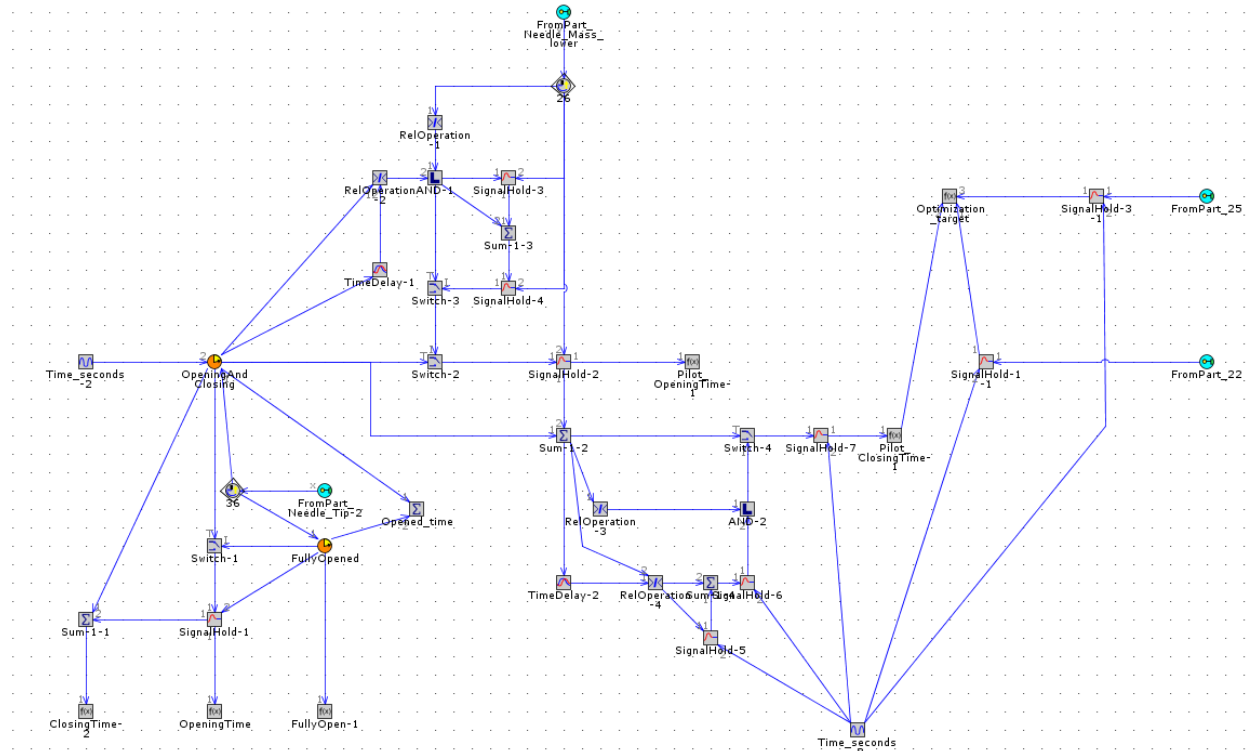 FromPart_
Needle_Mass_
lower
26
RelOperation
-1
RelOperation
-2
AND-1
SignalHold-3
Optimization
_target
SignalHold-3
-1
FromPart_25
Sum-1-3
TimeDelay-1
Switch-3
SignalHold-4
Time_seconds
-2
OpeningAnd
Closing
Switch-2
SignalHold-2
Pilot_
OpeningTime-
1
SignalHold-1
-1
FromPart_22
Sum-1-2
Switch-4
SignalHold-7
Pilot_
ClosingTime-
1
36
FromPart_
Needle_Tip-2
Opened_time
RelOperation
-3
AND-2
Switch-1
FullyOpened
TimeDelay-2
RelOperation
-4
SignalHold-6
Sum-1-1
SignalHold-1
SignalHold-5
ClosingTime-
2
OpeningTime
FullyOpen-1
Time_seconds